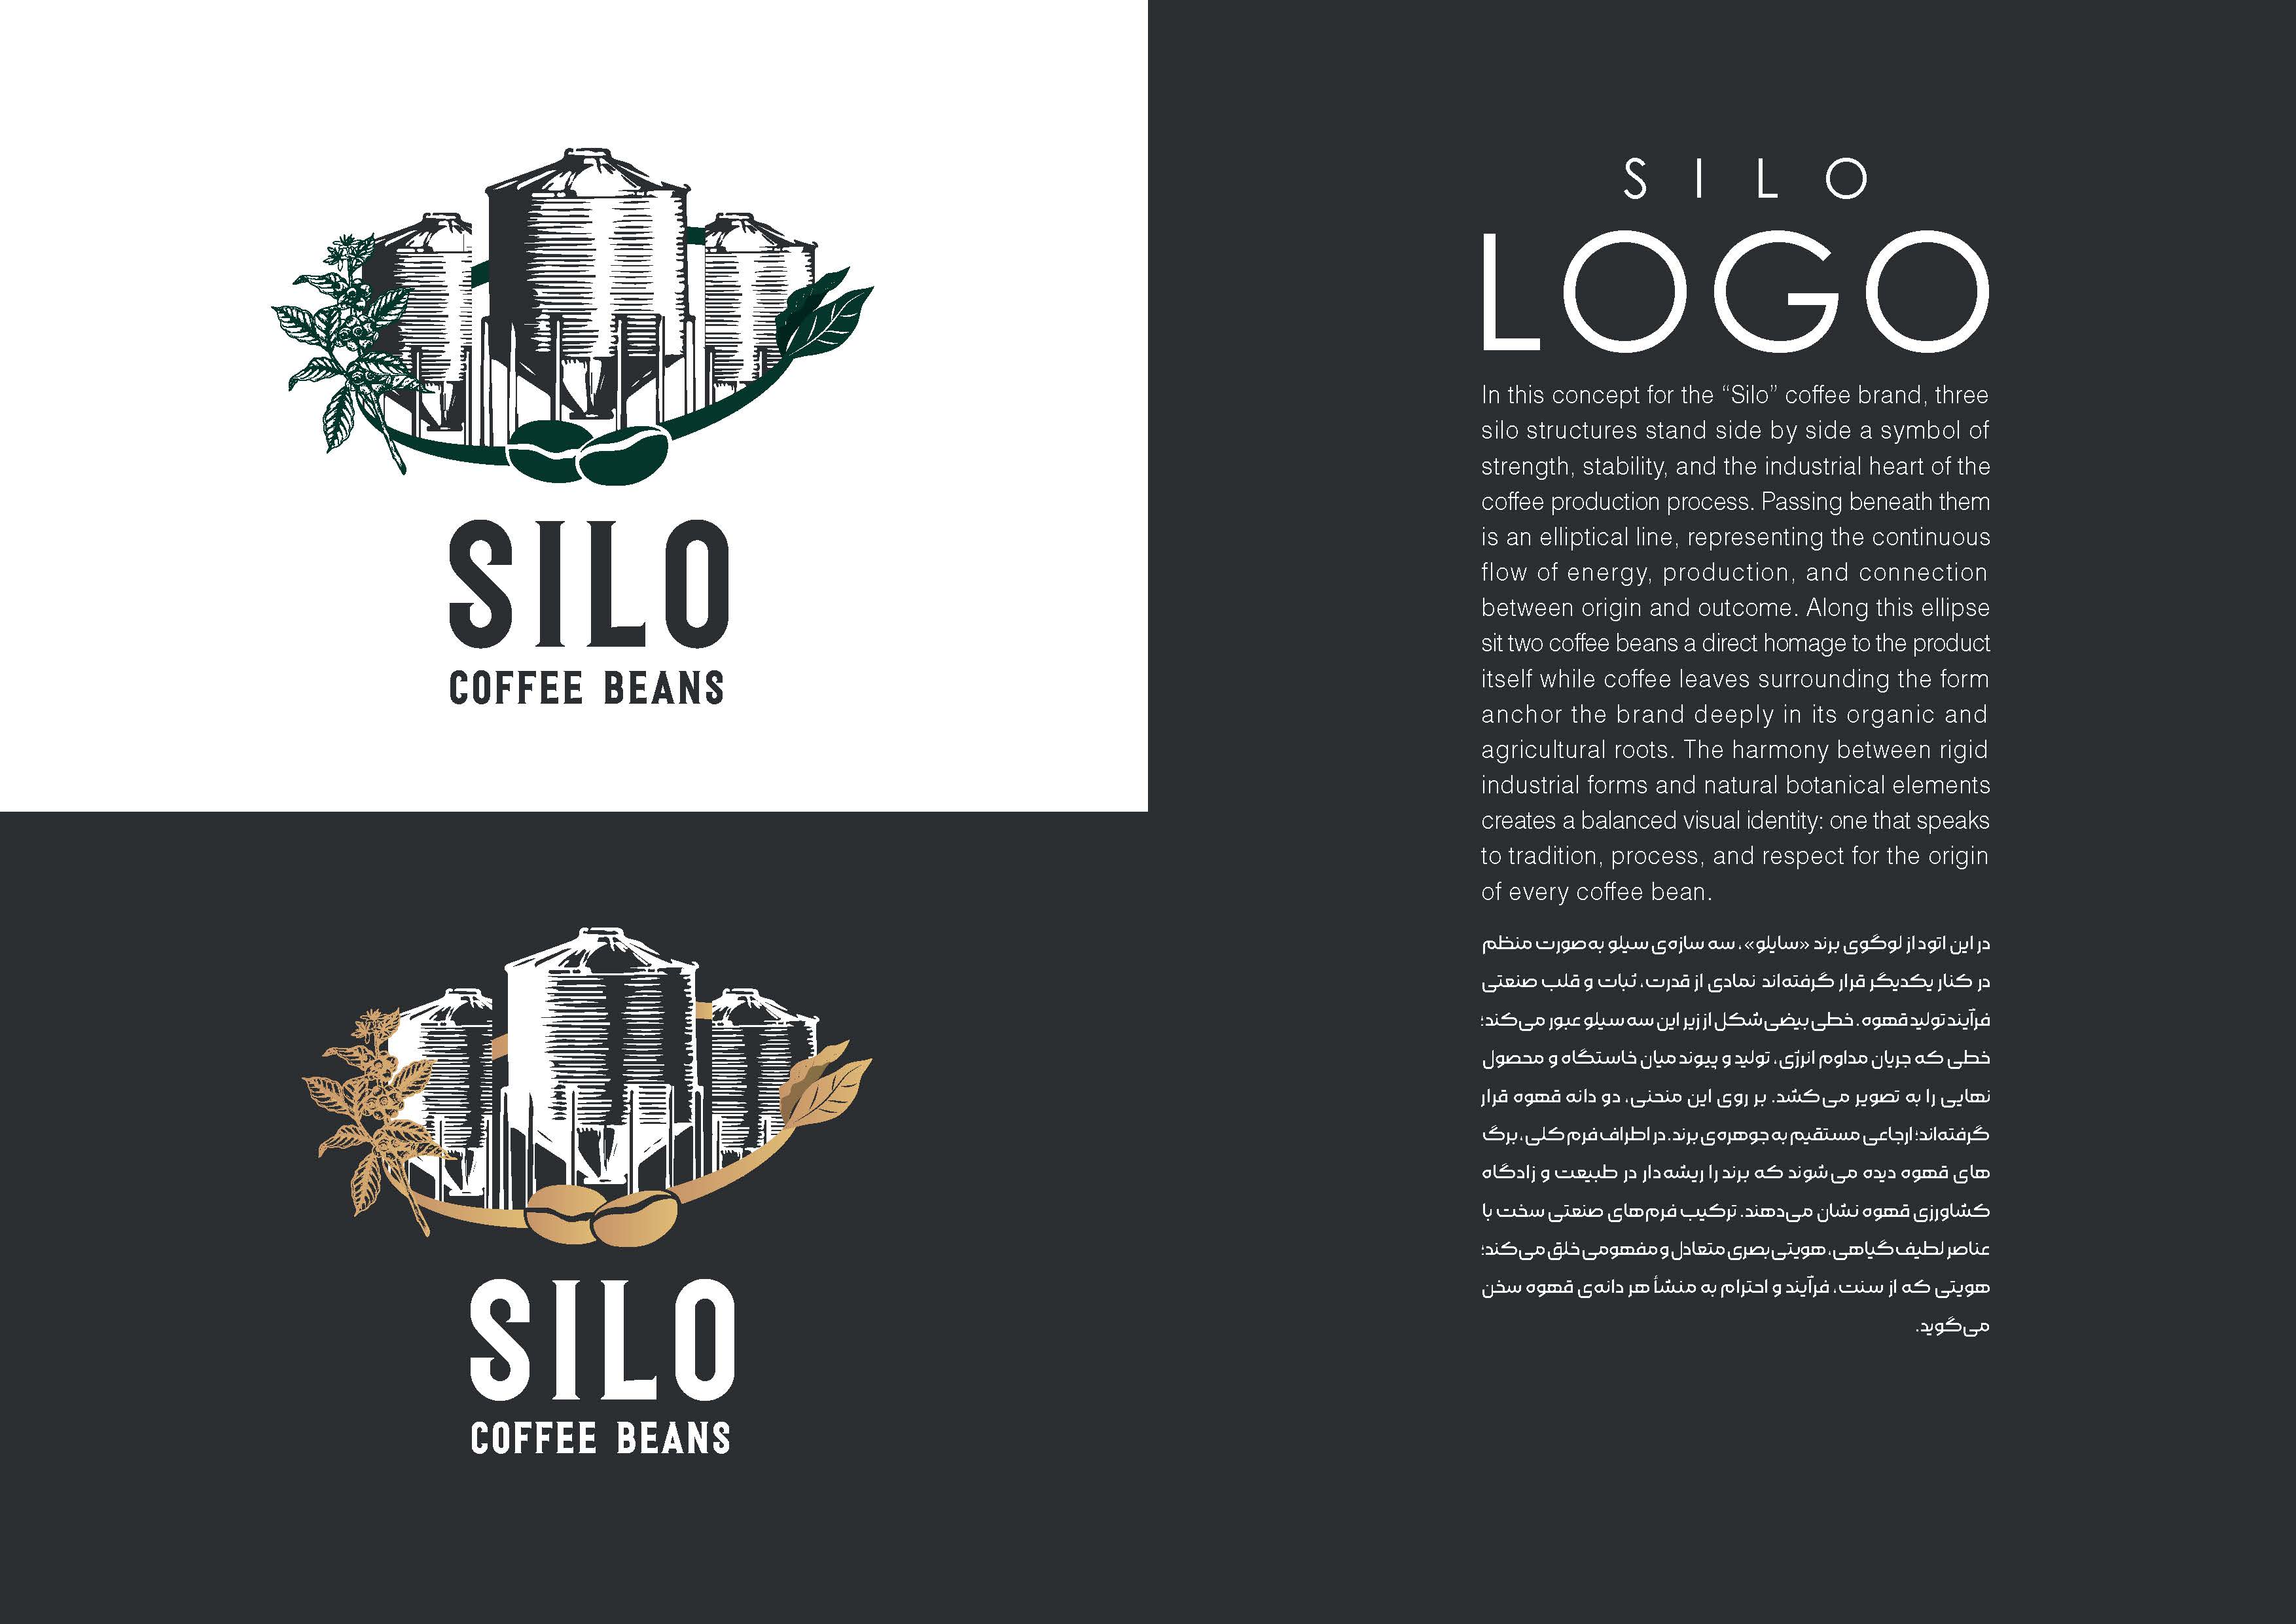 SILO
COFFEE BEANS
SILO
COFFEE BEANS
SILO
LOGO
In this concept for the “Silo” coffee brand, three
silo structures stand side by side a symbol of
strength, stability, and the industrial heart of the
coffee production process. Passing beneath them
is an elliptical line, representing the continuous
flow of energy, production, and connection
between origin and outcome. Along this ellipse
sit two coffee beans a direct homage to the product
itself while coffee leaves surrounding the form
anchor the brand deeply in its organic and
agricultural roots. The harmony between rigid
industrial forms and natural botanical elements
creates a balanced visual identity: one that speaks
to tradition, process, and respect for the origin
of every coffee bean.
در این اتود از لوگوی برند «سایلو»، سه سازه‌ی سیلو به‌صورت منظم
در کنار یکدیگر قرار گرفته‌اند نمادی از قدرت، ثبات و قلب صنعتی
فرآیند تولید قهوه. خطی بیضی‌شکل از زیر این سه سیلو عبور می‌کند؛
خطی که جریان مداوم انرژی، تولید و پیوند میان خاستگاه و محصول
نهایی را به تصویر می‌کشد. بر روی این منحنی، دو دانه قهوه قرار
گرفته‌اند؛ ارجاعی مستقیم به جوهره‌ی برند. در اطراف فرم کلی، برگ
های قهوه دیده می‌شوند که برند را ریشه‌دار در طبیعت و زادگاه
کشاورزی قهوه نشان می‌دهند. ترکیب فرم‌های صنعتی سخت با
عناصر لطیف گیاهی، هویتی بصری متعادل و مفهومی خلق می‌کند؛
هویتی که از سنت، فرآیند و احترام به منشأ هر دانه‌ی قهوه سخن
می‌گوید.